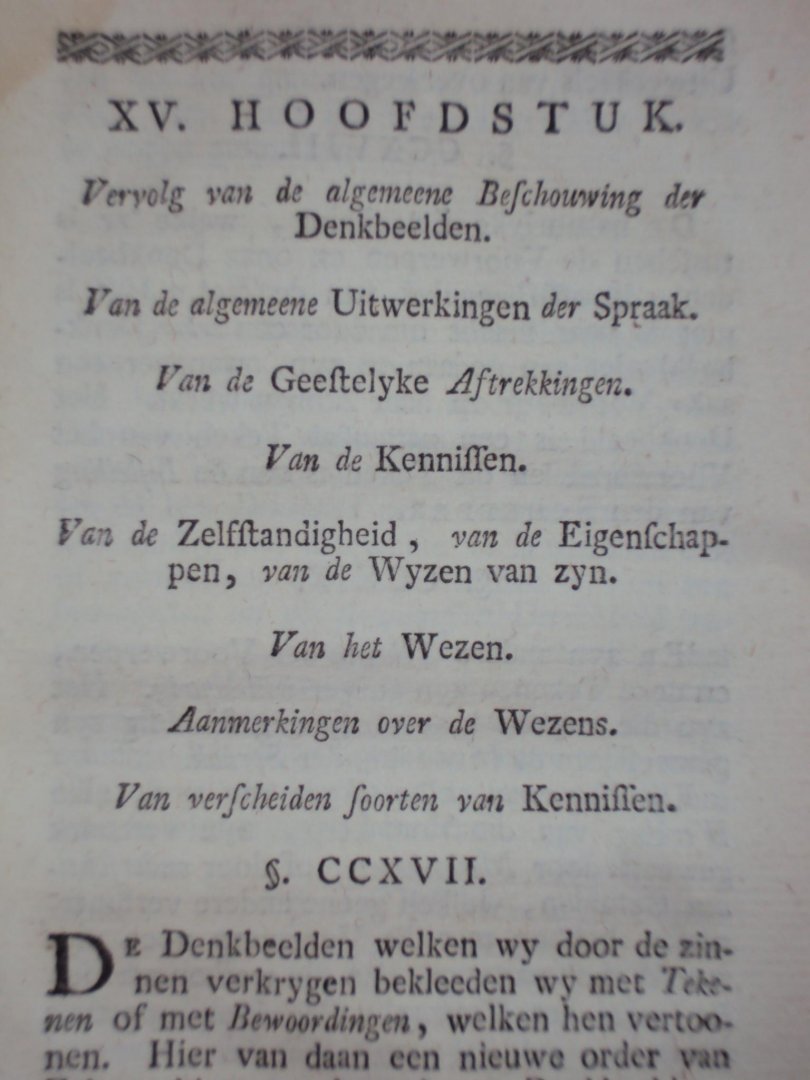 XV. HOOFDSTUK.
Vervolg van de algemeene Beſchouwing der
Denkbeelden.
Van de algemeene Uitwerkingen der Spraak.
Van de Geeſtelyke Aftrekkingen.
Van de Kenniſſen.
Van de Zelfſtandigheid, van de Eigenſchap-
pen, van de Wyzen van zyn.
Van het Wezen.
Aanmerkingen over de Wezens.
Van verſcheiden ſoorten van Kenniſſen.
§. CCXVII.
DE Denkbeelden welken wy door de zin-
nen verkrygen bekleeden wy met Teke-
nen of met Bewoordingen, welken hen vertoo-
nen. Hier van daan een nieuwe order van